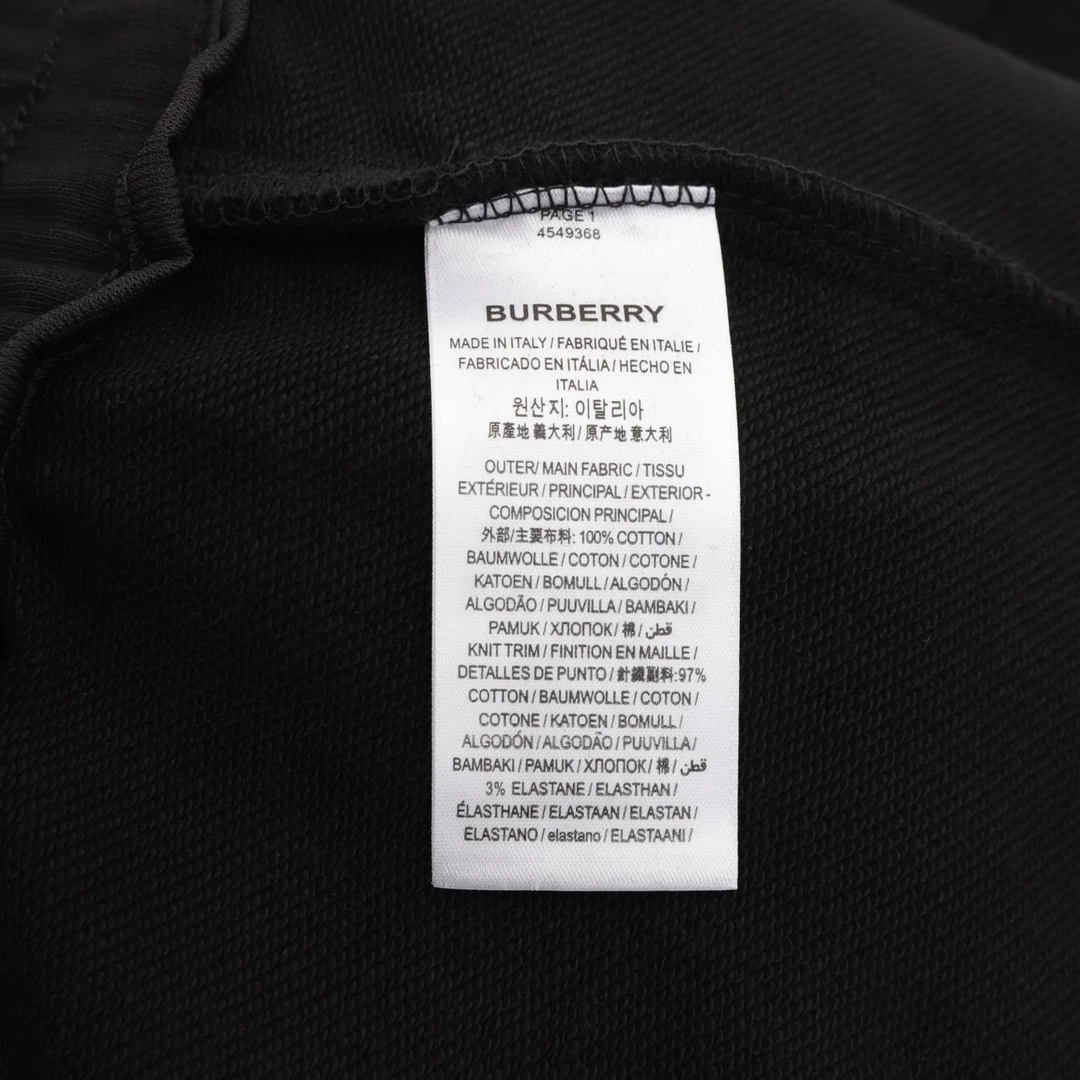 PAGE 1
4549368
BURBERRY
MADE IN ITALY / FABRIQUÉ EN ITALIE /
FABRICADO EN ITÁLIA / HECHO EN
ITALIA
원산지: 이탈리아
原產地 義大利 / 原产地 意大利
OUTER/ MAIN FABRIC / TISSU
EXTÉRIEUR / PRINCIPAL / EXTERIOR -
COMPOSICION PRINCIPAL /
外部/主要布料: 100% COTTON /
BAUMWOLLE / COTON / COTONE /
KATOEN / BOMULL / ALGODÓN /
ALGODÃO / PUUVILLA / BAMBAKI /
PAMUK / ХЛОПОК / 棉 / قطن
KNIT TRIM / FINITION EN MAILLE /
DETALLES DE PUNTO / 針織副料:97%
COTTON / BAUMWOLLE / COTON /
COTONE / KATOEN / BOMULL /
ALGODÓN / ALGODÃO / PUUVILLA /
BAMBAKI / PAMUK / ХЛОПОК / 棉 / قطن
3% ELASTANE / ELASTHAN /
ÉLASTHANE / ELASTAAN / ELASTAN /
ELASTANO / elastano / ELASTAANI /